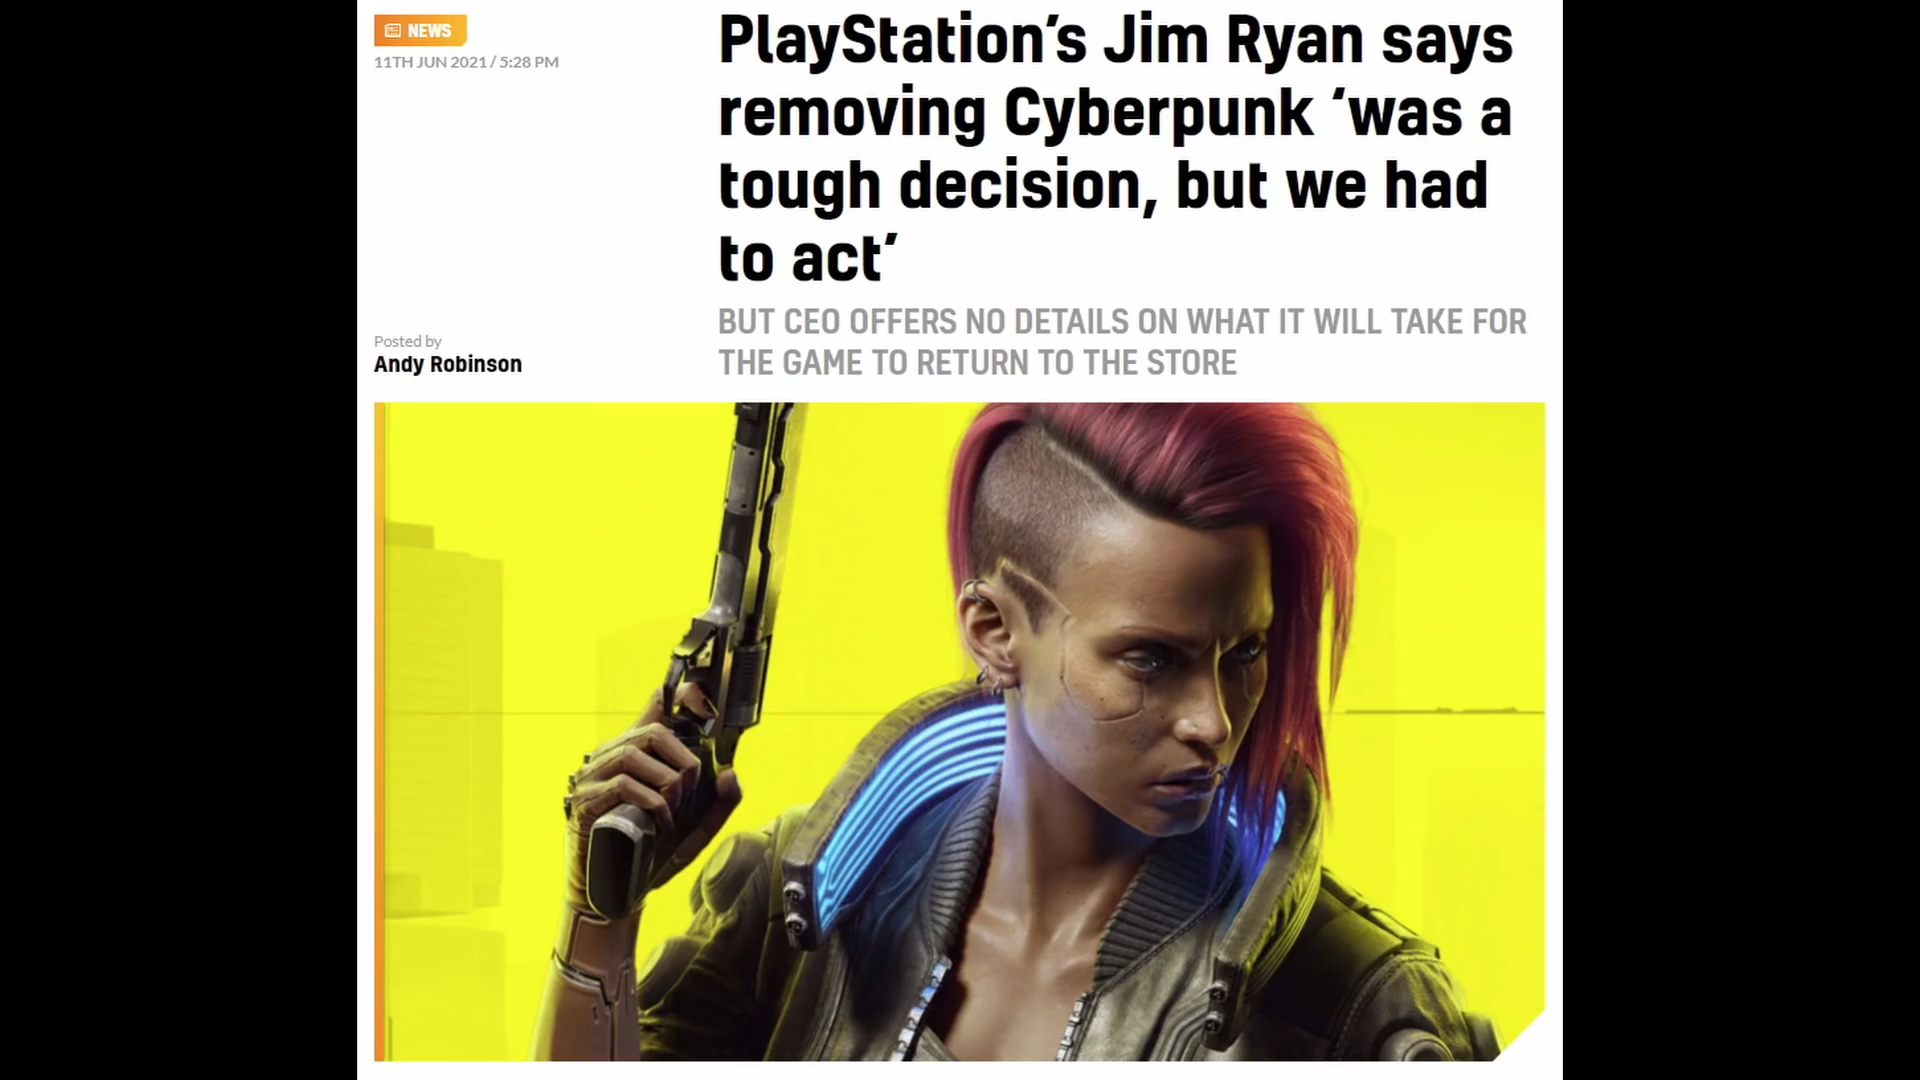 NEWS
11TH JUN 2021 / 5:28 PM
PlayStation’s Jim Ryan says
removing Cyberpunk ‘was a
tough decision, but we had
to act’
BUT CEO OFFERS NO DETAILS ON WHAT IT WILL TAKE FOR
THE GAME TO RETURN TO THE STORE
Posted by
Andy Robinson